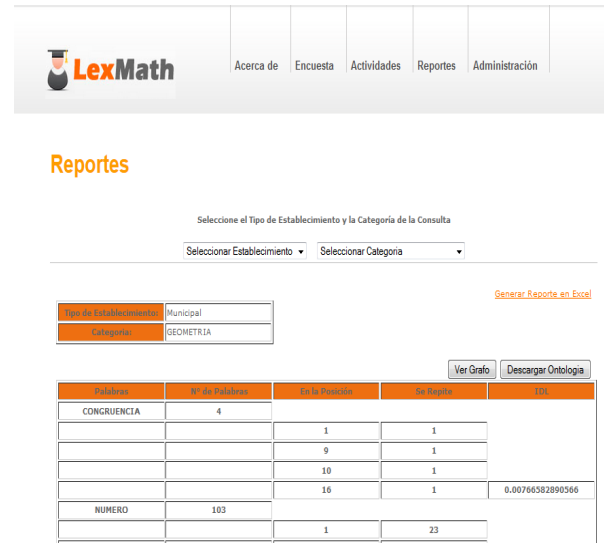 LexMath
Acerca de Encuesta Actividades Reportes Administración
Reportes
Seleccione el Tipo de Establecimiento y la Categoría de la Consulta
Seleccionar Establecimiento Seleccionar Categoria
Generar Reporte en Excel
Tipo de Establecimiento: Municipal
Categoria: GEOMETRIA
Ver Grafo Descargar Ontologia
Palabras Nº de Palabras En la Posición Se Repite IDL
CONGRUENCIA 4
1 1
9 1
10 1
16 1 0.00766582890566
NUMERO 103
1 23